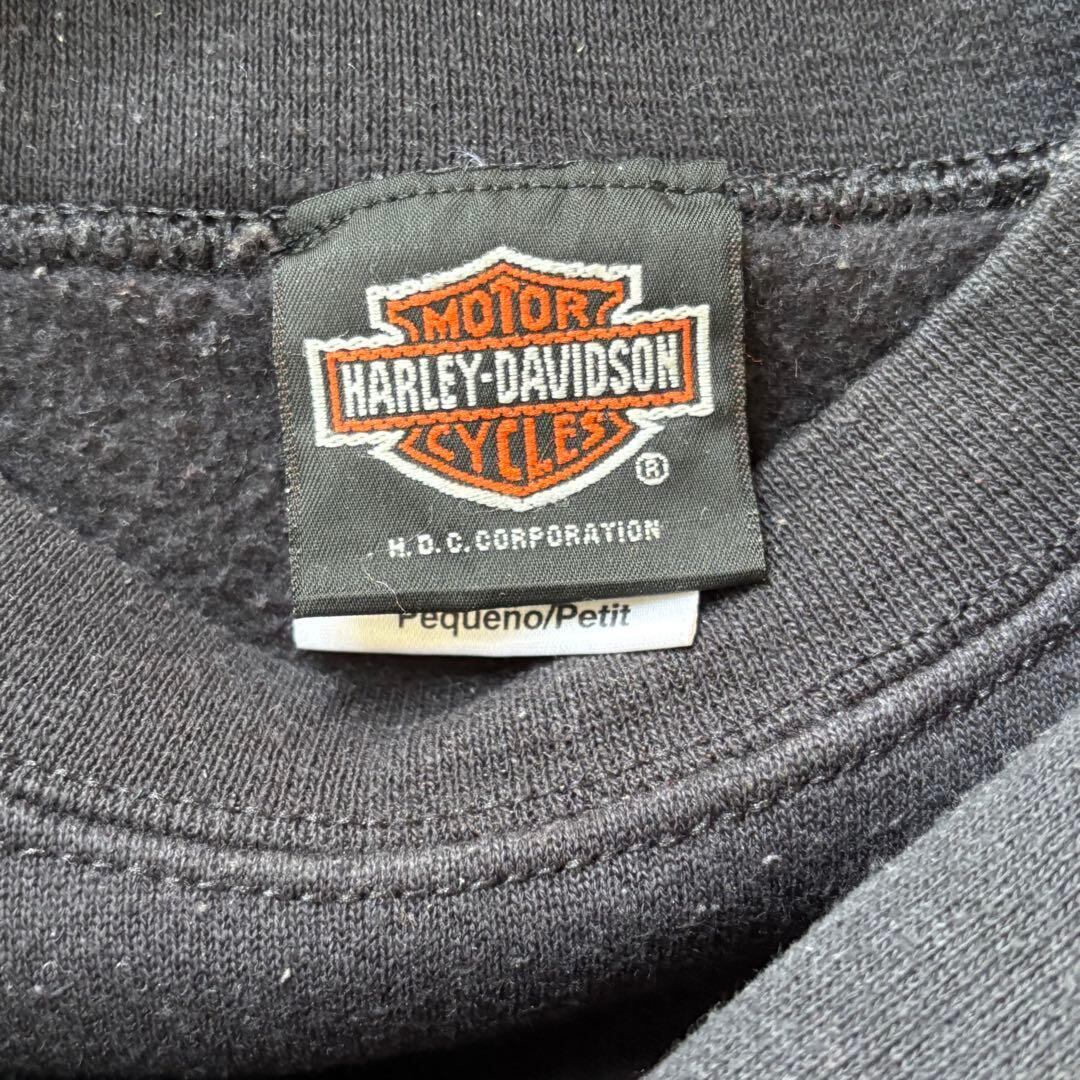 MOTOR
HARLEY-DAVIDSON
CYCLES
®
H.D.C. CORPORATION
Pequeno/Petit